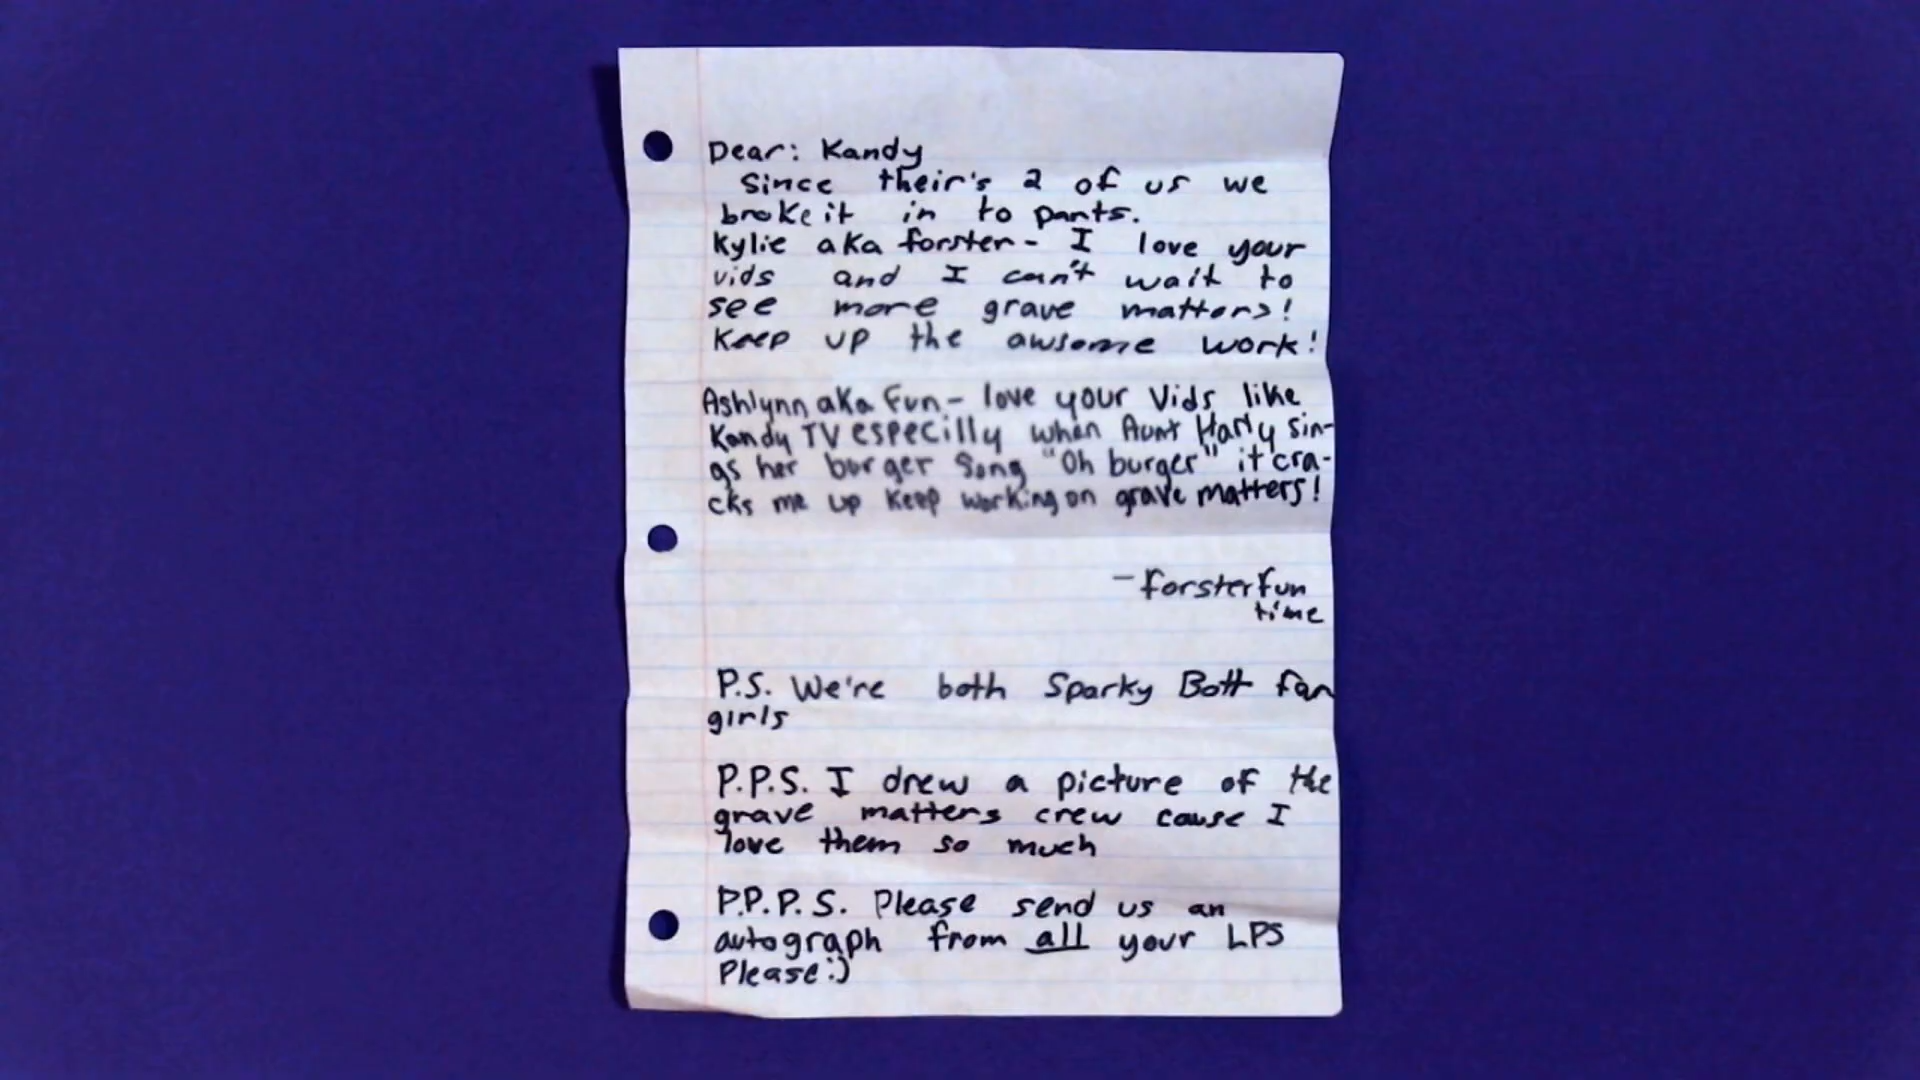 Dear: Kandy
Since their's 2 of us we
broke it in to parts.
Kylie aka forster - I love your
vids and I can't wait to
see more grave matters!
Keep up the awsome work!
Ashlynn aka Fun - love your Vids like
Kandy TV especilly when Aunt Harly sin-
gs her burger Song "Oh burger" it cra-
cks me up Keep working on grave matters!
- forsterfun
time
P.S. We're both Sparky Bott fan
girls
P.P.S. I drew a picture of the
grave matters crew cause I
love them so much
P.P.P.S. Please send us an
autograph from all your LPS
Please :)